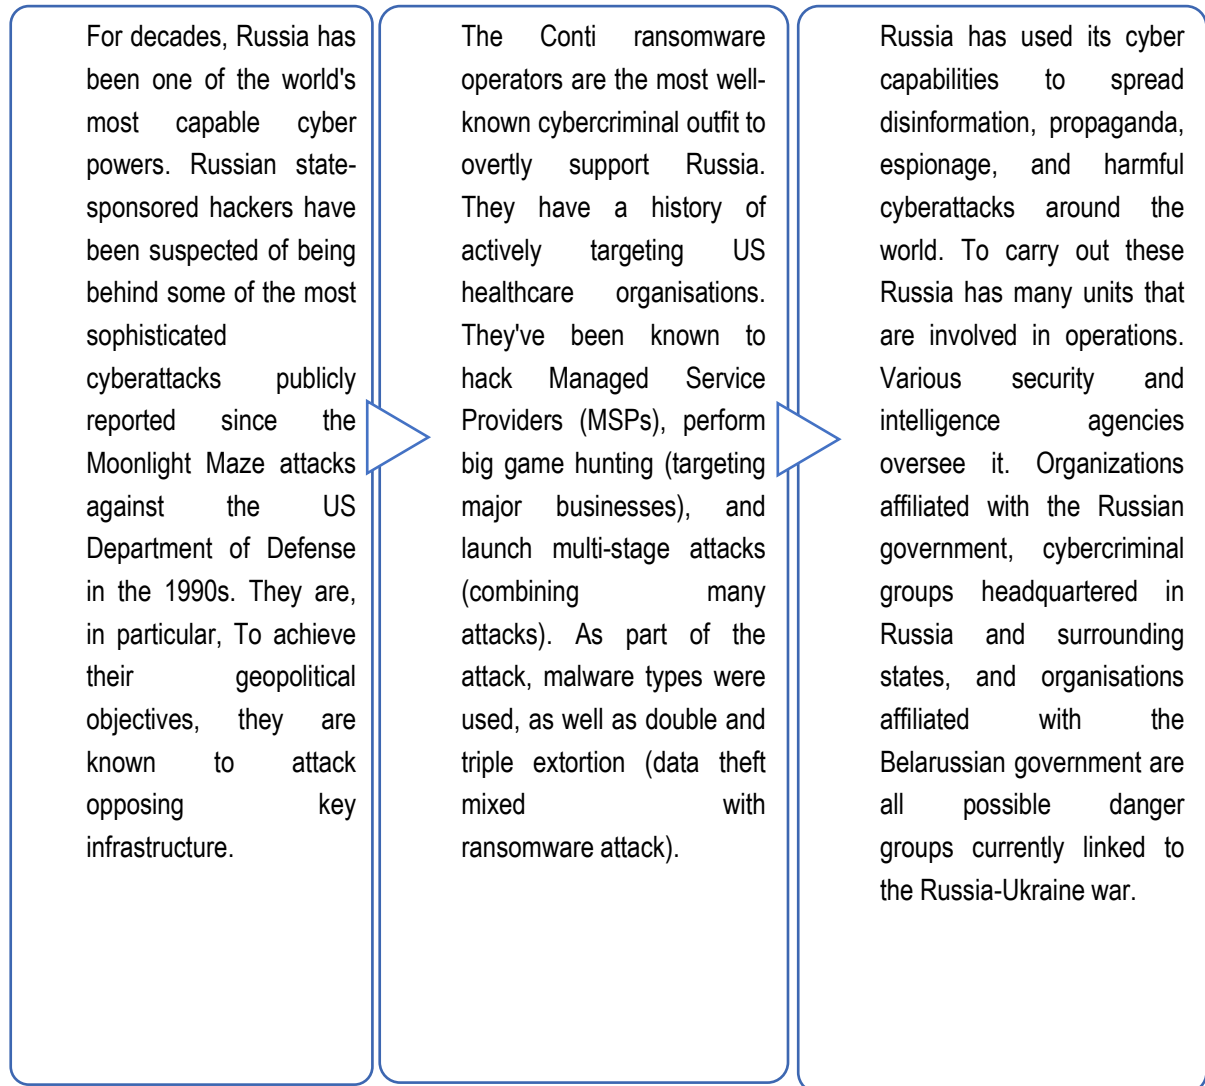 For decades, Russia has
been one of the world's
most capable cyber
powers. Russian state-
sponsored hackers have
been suspected of being
behind some of the most
sophisticated
cyberattacks publicly
reported since the
Moonlight Maze attacks
against the US
Department of Defense
in the 1990s. They are,
in particular, To achieve
their geopolitical
objectives, they are
known to attack
opposing key
infrastructure.
The Conti ransomware
operators are the most well-
known cybercriminal outfit to
overtly support Russia.
They have a history of
actively targeting US
healthcare organisations.
They've been known to
hack Managed Service
Providers (MSPs), perform
big game hunting (targeting
major businesses), and
launch multi-stage attacks
(combining many
attacks). As part of the
attack, malware types were
used, as well as double and
triple extortion (data theft
mixed with
ransomware attack).
Russia has used its cyber
capabilities to spread
disinformation, propaganda,
espionage, and harmful
cyberattacks around the
world. To carry out these
Russia has many units that
are involved in operations.
Various security and
intelligence agencies
oversee it. Organizations
affiliated with the Russian
government, cybercriminal
groups headquartered in
Russia and surrounding
states, and organisations
affiliated with the
Belarussian government are
all possible danger
groups currently linked to
the Russia-Ukraine war.